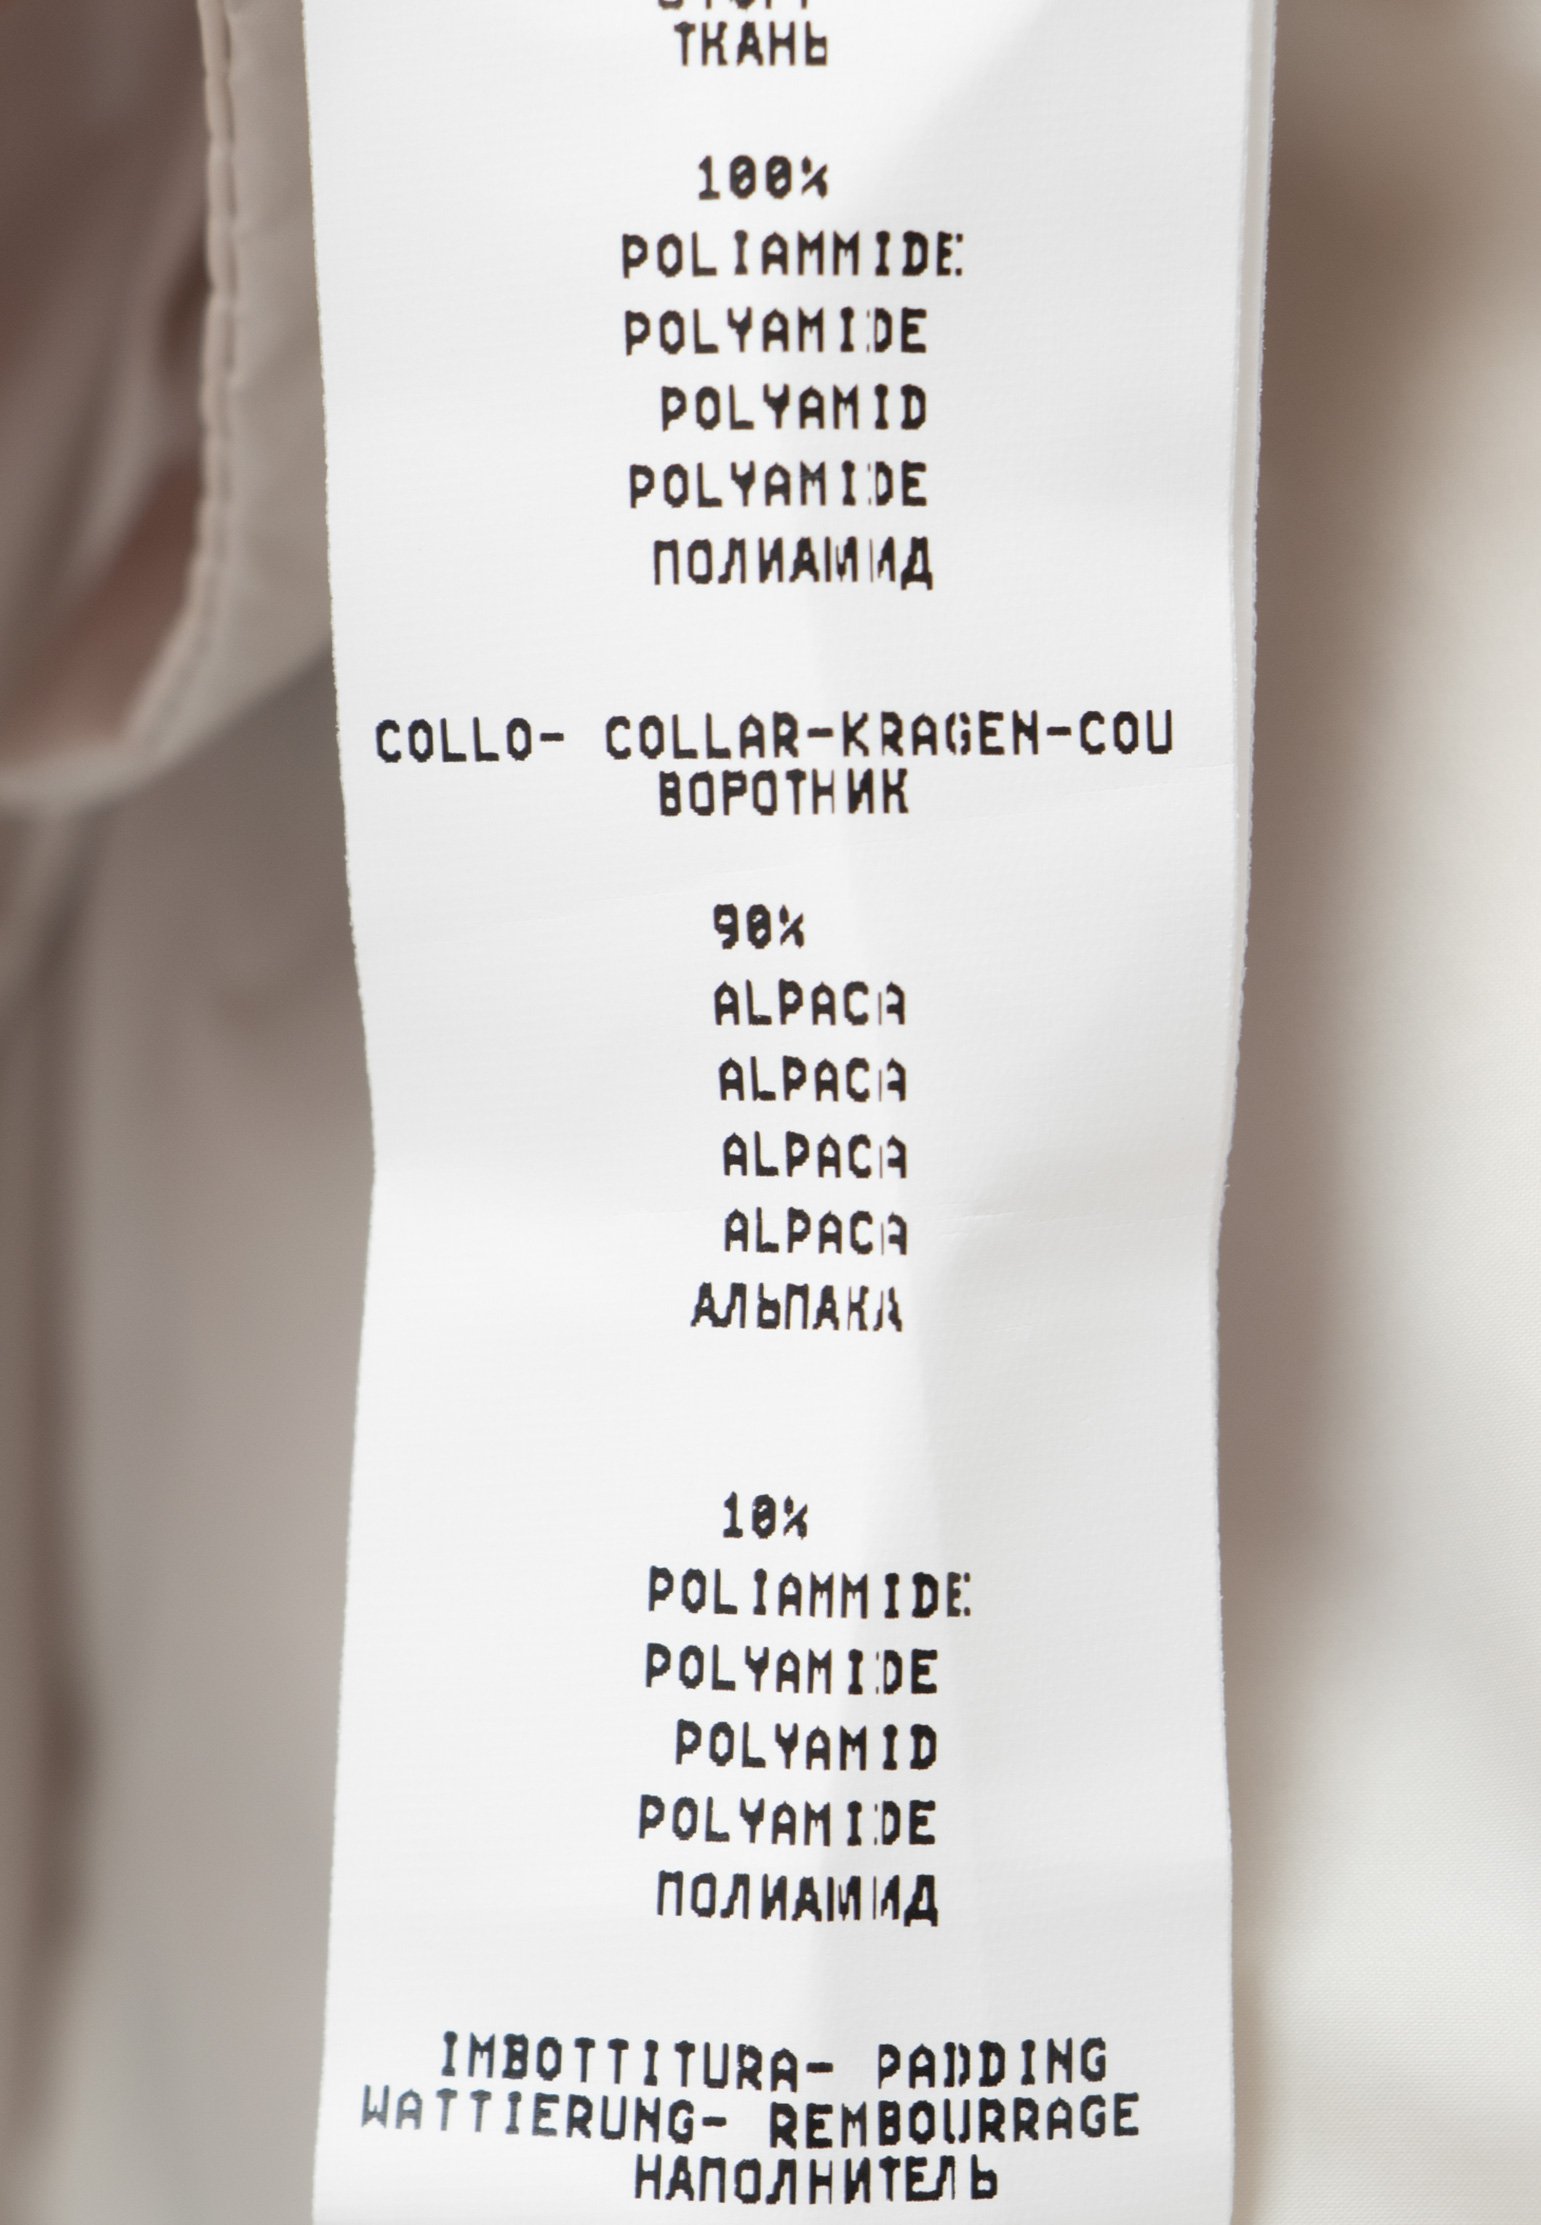 ТКАНЬ
100%
POLIAMMIDE
POLYAMIDE
POLYAMID
POLYAMIDE
ПОЛИАМИД
COLLO- COLLAR-KRAGEN-COU
ВОРОТНИК
90%
ALPACA
ALPACA
ALPACA
ALPACA
АЛЬПАКА
10%
POLIAMMIDE
POLYAMIDE
POLYAMID
POLYAMIDE
ПОЛИАМИД
IMBOTTITURA- PADDING
WATTIERUNG- REMBOURRAGE
НАПОЛНИТЕЛЬ